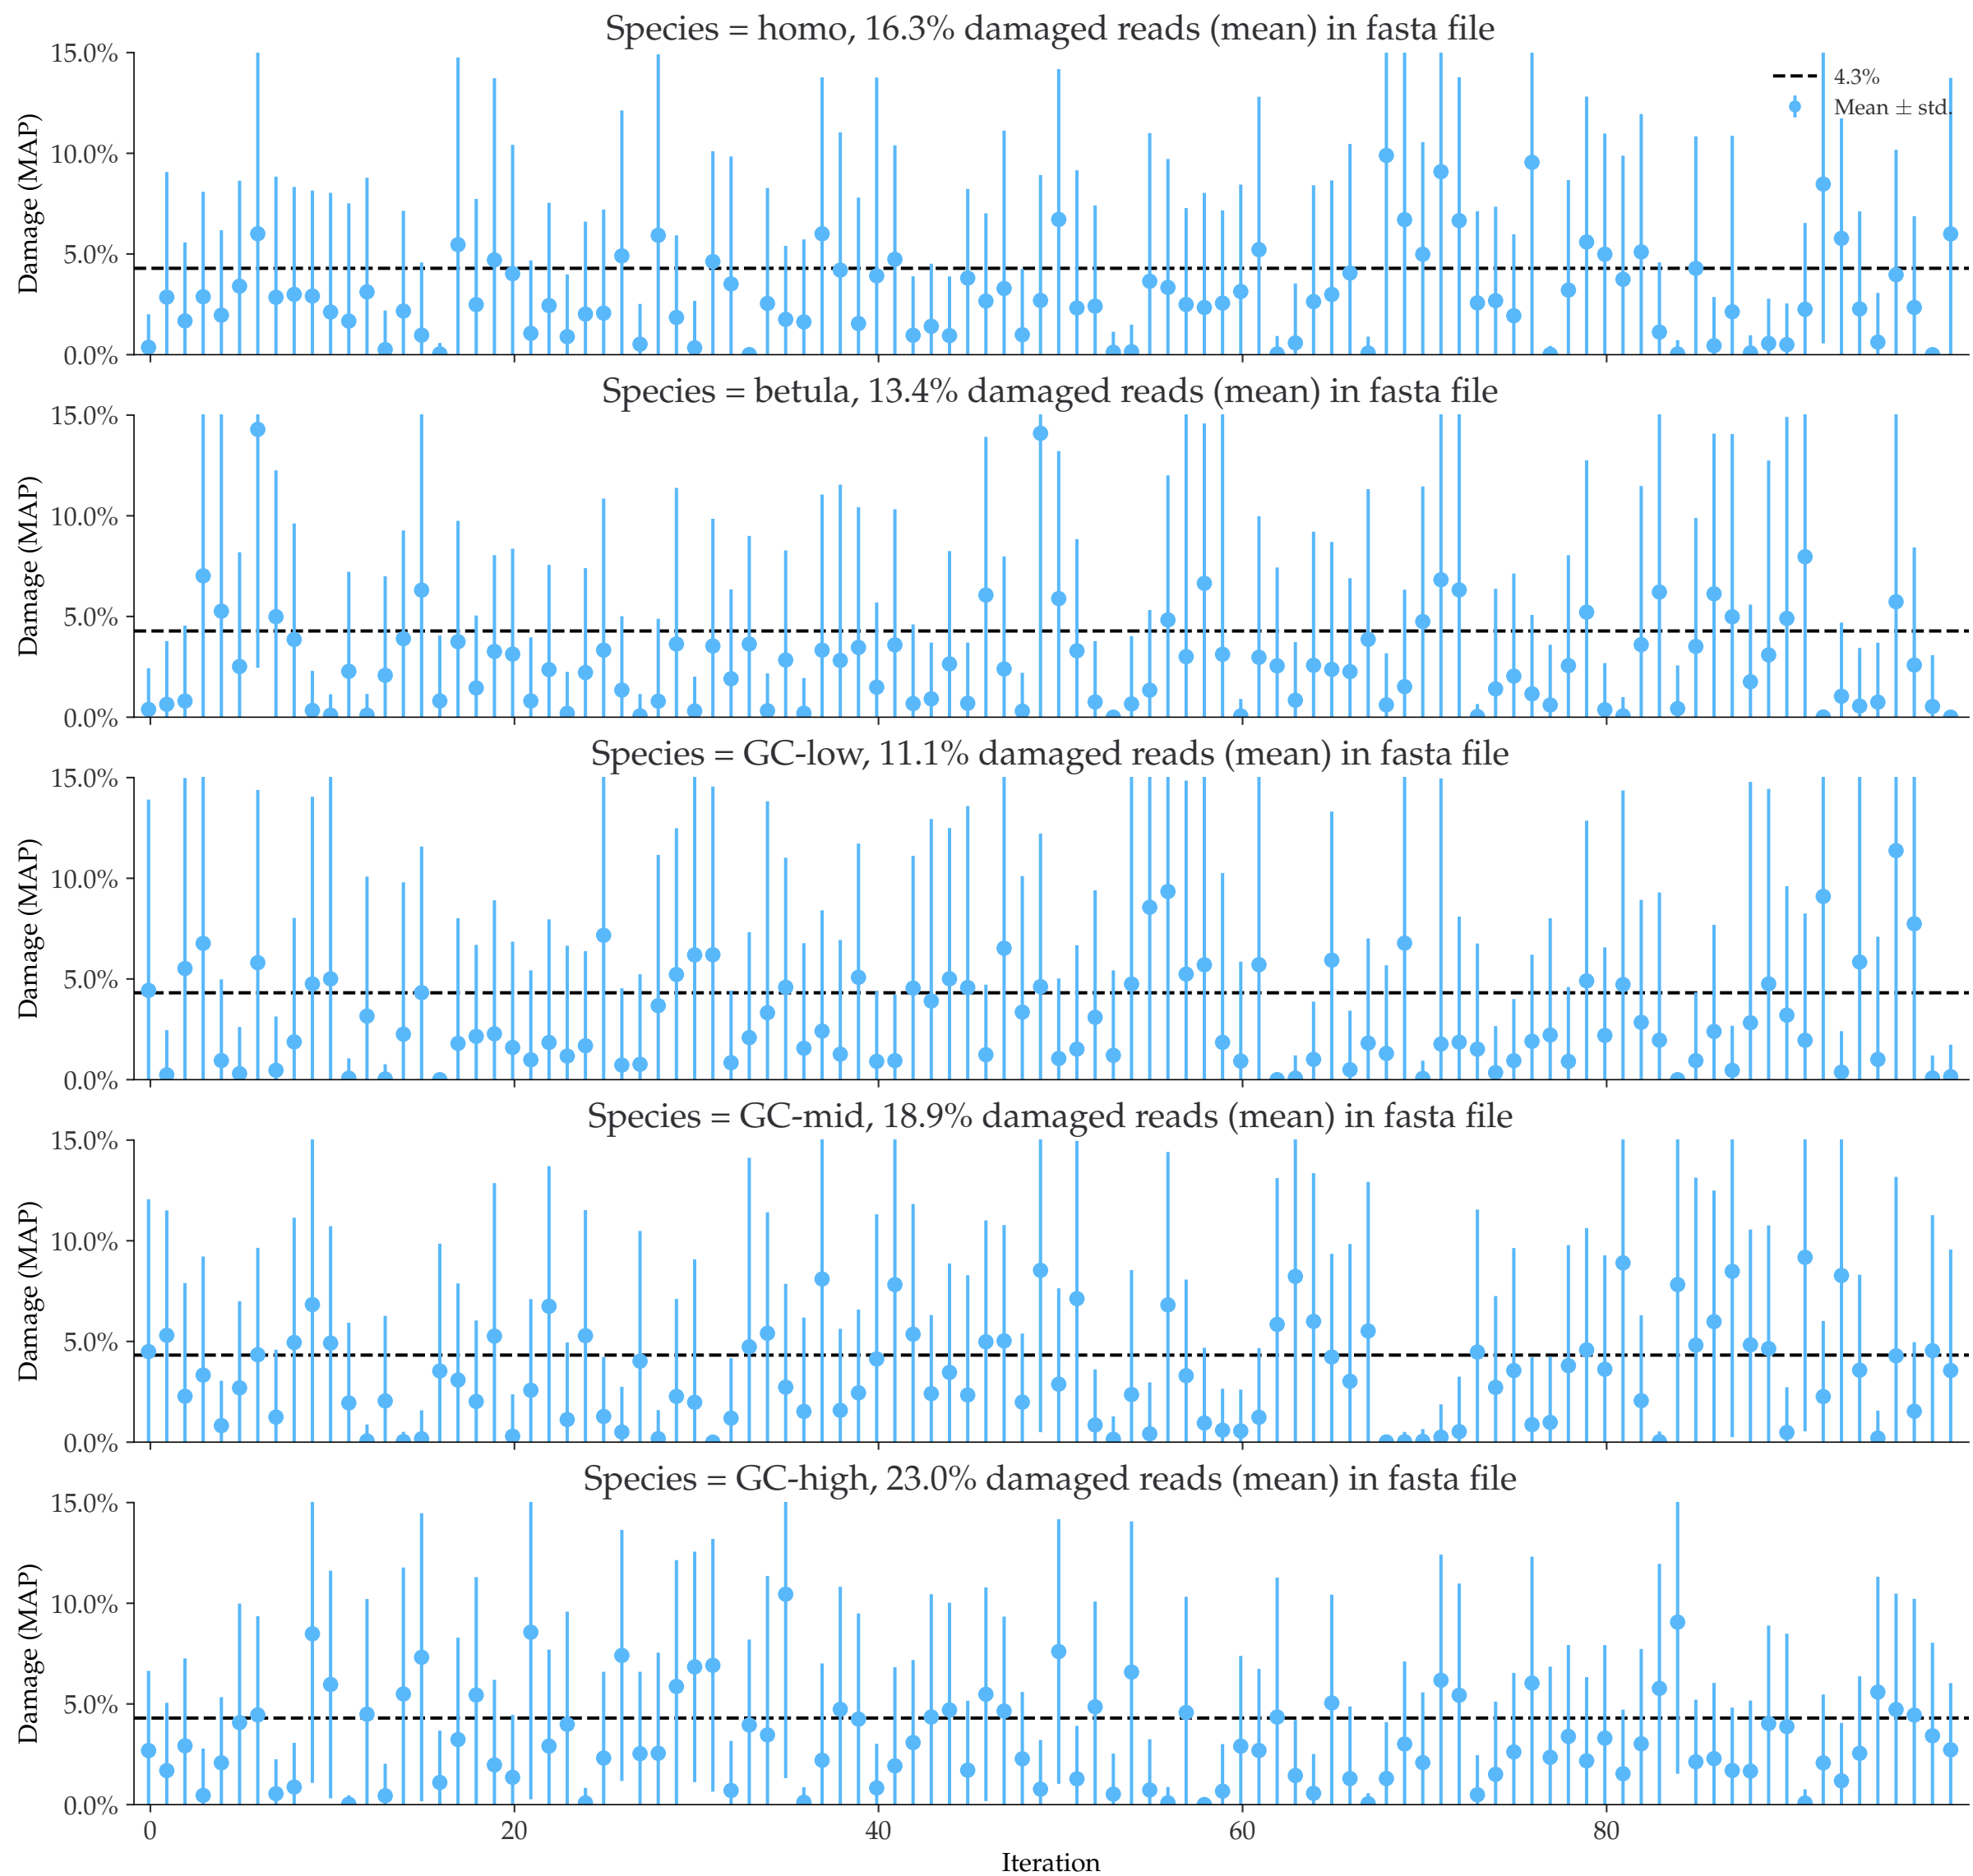 Species = homo, 16.3% damaged reads (mean) in fasta file
15.0%
10.0%
5.0%
0.0%
Damage (MAP)
4.3%
Mean ± std.
Species = betula, 13.4% damaged reads (mean) in fasta file
15.0%
10.0%
5.0%
0.0%
Damage (MAP)
Species = GC-low, 11.1% damaged reads (mean) in fasta file
15.0%
10.0%
5.0%
0.0%
Damage (MAP)
Species = GC-mid, 18.9% damaged reads (mean) in fasta file
15.0%
10.0%
5.0%
0.0%
Damage (MAP)
Species = GC-high, 23.0% damaged reads (mean) in fasta file
15.0%
10.0%
5.0%
0.0%
Damage (MAP)
0 20 40 60 80
Iteration